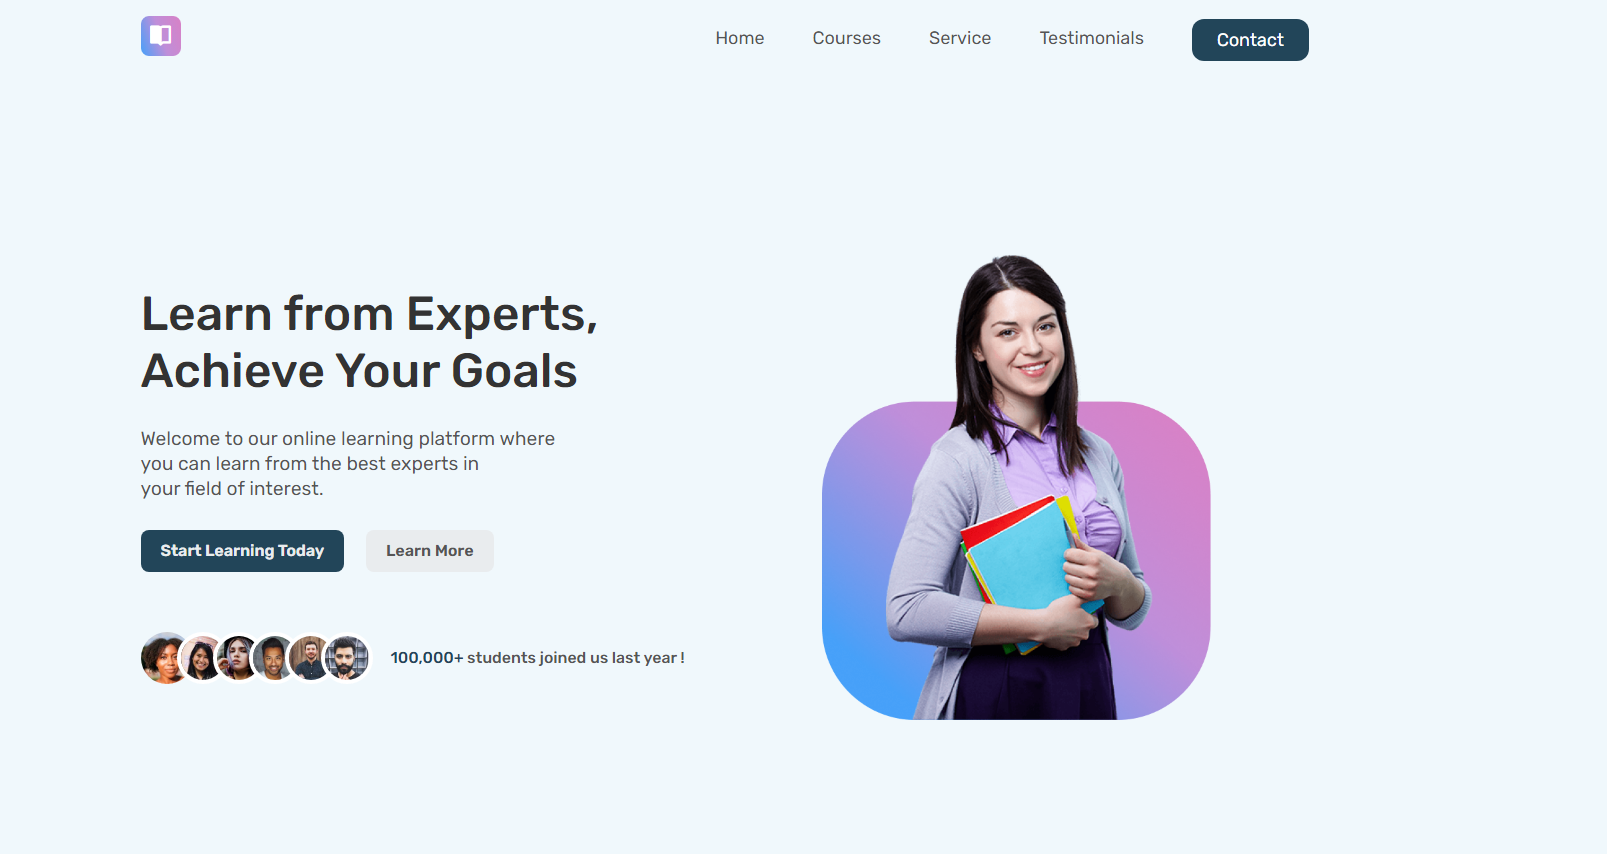 Home Courses Service Testimonials Contact
Learn from Experts,
Achieve Your Goals
Welcome to our online learning platform where
you can learn from the best experts in
your field of interest.
Start Learning Today Learn More
100,000+ students joined us last year !